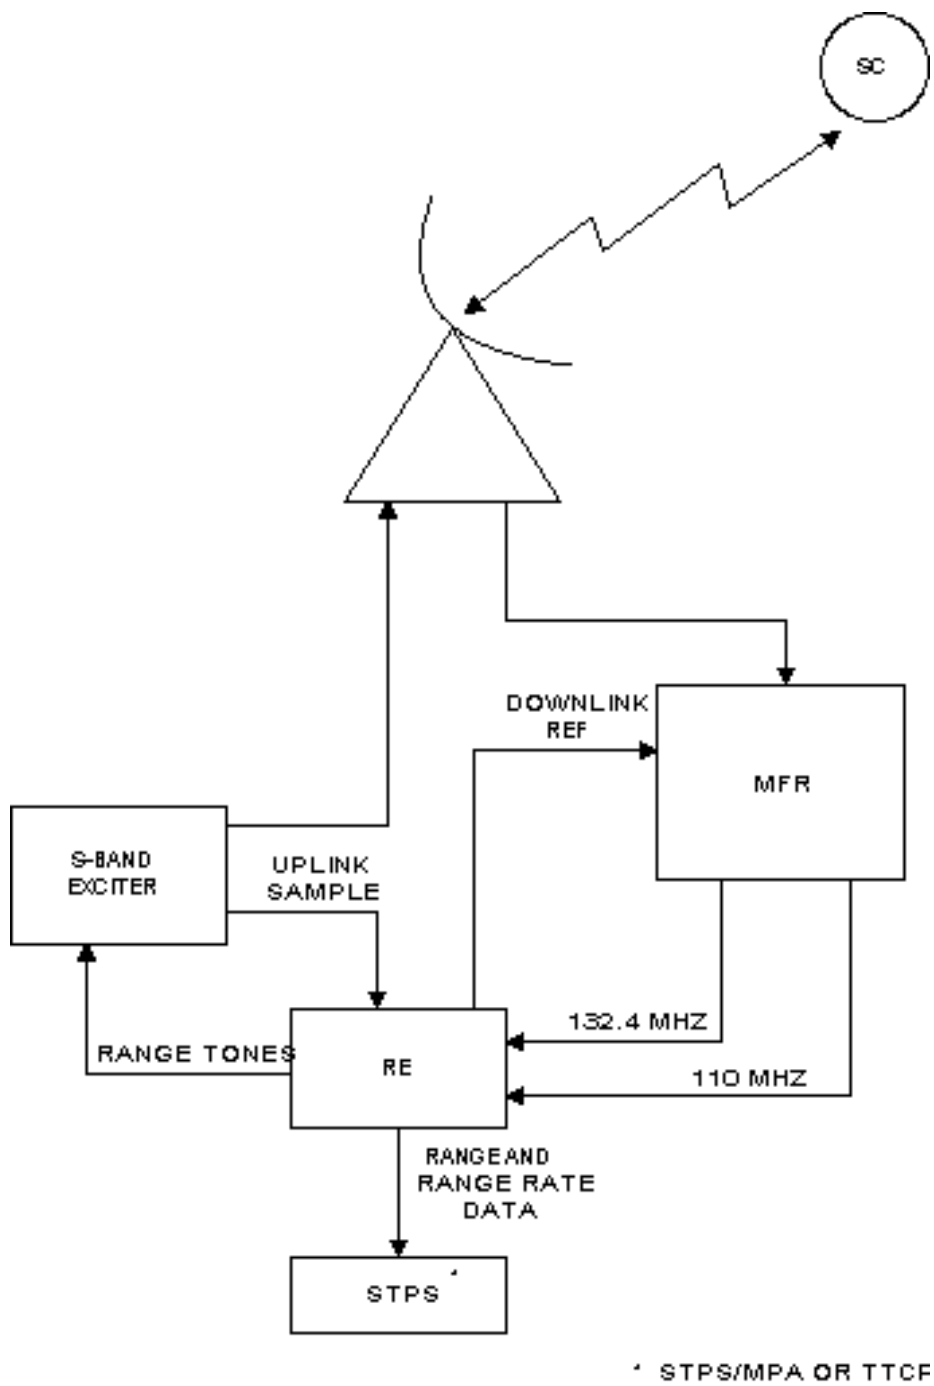 SC
DOWNLINK
REF
MFR
S-BAND
EXCITER
UPLINK
SAMPLE
132.4 MHZ
RANGE TONES
RE
110 MHZ
RANGE AND
RANGE RATE
DATA
STPS *
* STPS/MPA OR TTCP